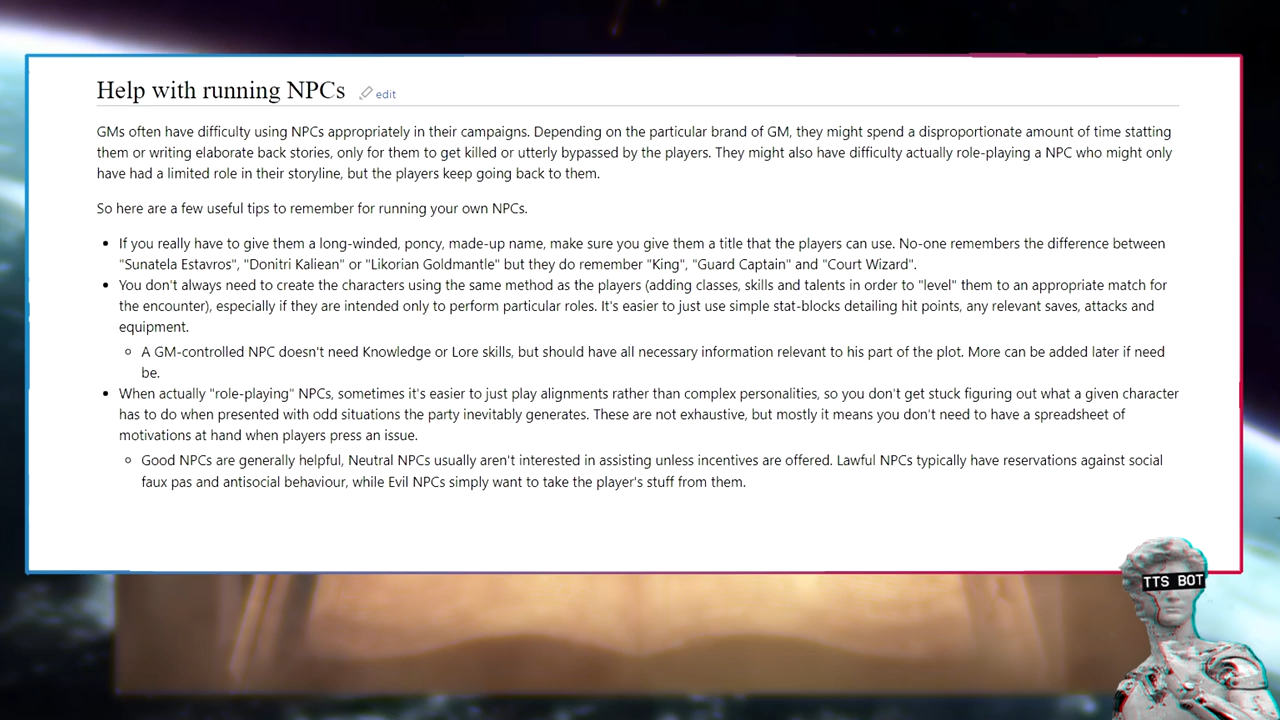 Help with running NPCs edit
GMs often have difficulty using NPCs appropriately in their campaigns. Depending on the particular brand of GM, they might spend a disproportionate amount of time statting
them or writing elaborate back stories, only for them to get killed or utterly bypassed by the players. They might also have difficulty actually role-playing a NPC who might only
have had a limited role in their storyline, but the players keep going back to them.
So here are a few useful tips to remember for running your own NPCs.
• If you really have to give them a long-winded, poncy, made-up name, make sure you give them a title that the players can use. No-one remembers the difference between
"Sunatela Estavros", "Donitri Kaliean" or "Likorian Goldmantle" but they do remember "King", "Guard Captain" and "Court Wizard".
• You don't always need to create the characters using the same method as the players (adding classes, skills and talents in order to "level" them to an appropriate match for
the encounter), especially if they are intended only to perform particular roles. It's easier to just use simple stat-blocks detailing hit points, any relevant saves, attacks and
equipment.
◦ A GM-controlled NPC doesn't need Knowledge or Lore skills, but should have all necessary information relevant to his part of the plot. More can be added later if need
be.
• When actually "role-playing" NPCs, sometimes it's easier to just play alignments rather than complex personalities, so you don't get stuck figuring out what a given character
has to do when presented with odd situations the party inevitably generates. These are not exhaustive, but mostly it means you don't need to have a spreadsheet of
motivations at hand when players press an issue.
◦ Good NPCs are generally helpful, Neutral NPCs usually aren't interested in assisting unless incentives are offered. Lawful NPCs typically have reservations against social
faux pas and antisocial behaviour, while Evil NPCs simply want to take the player's stuff from them.
TTS BOT